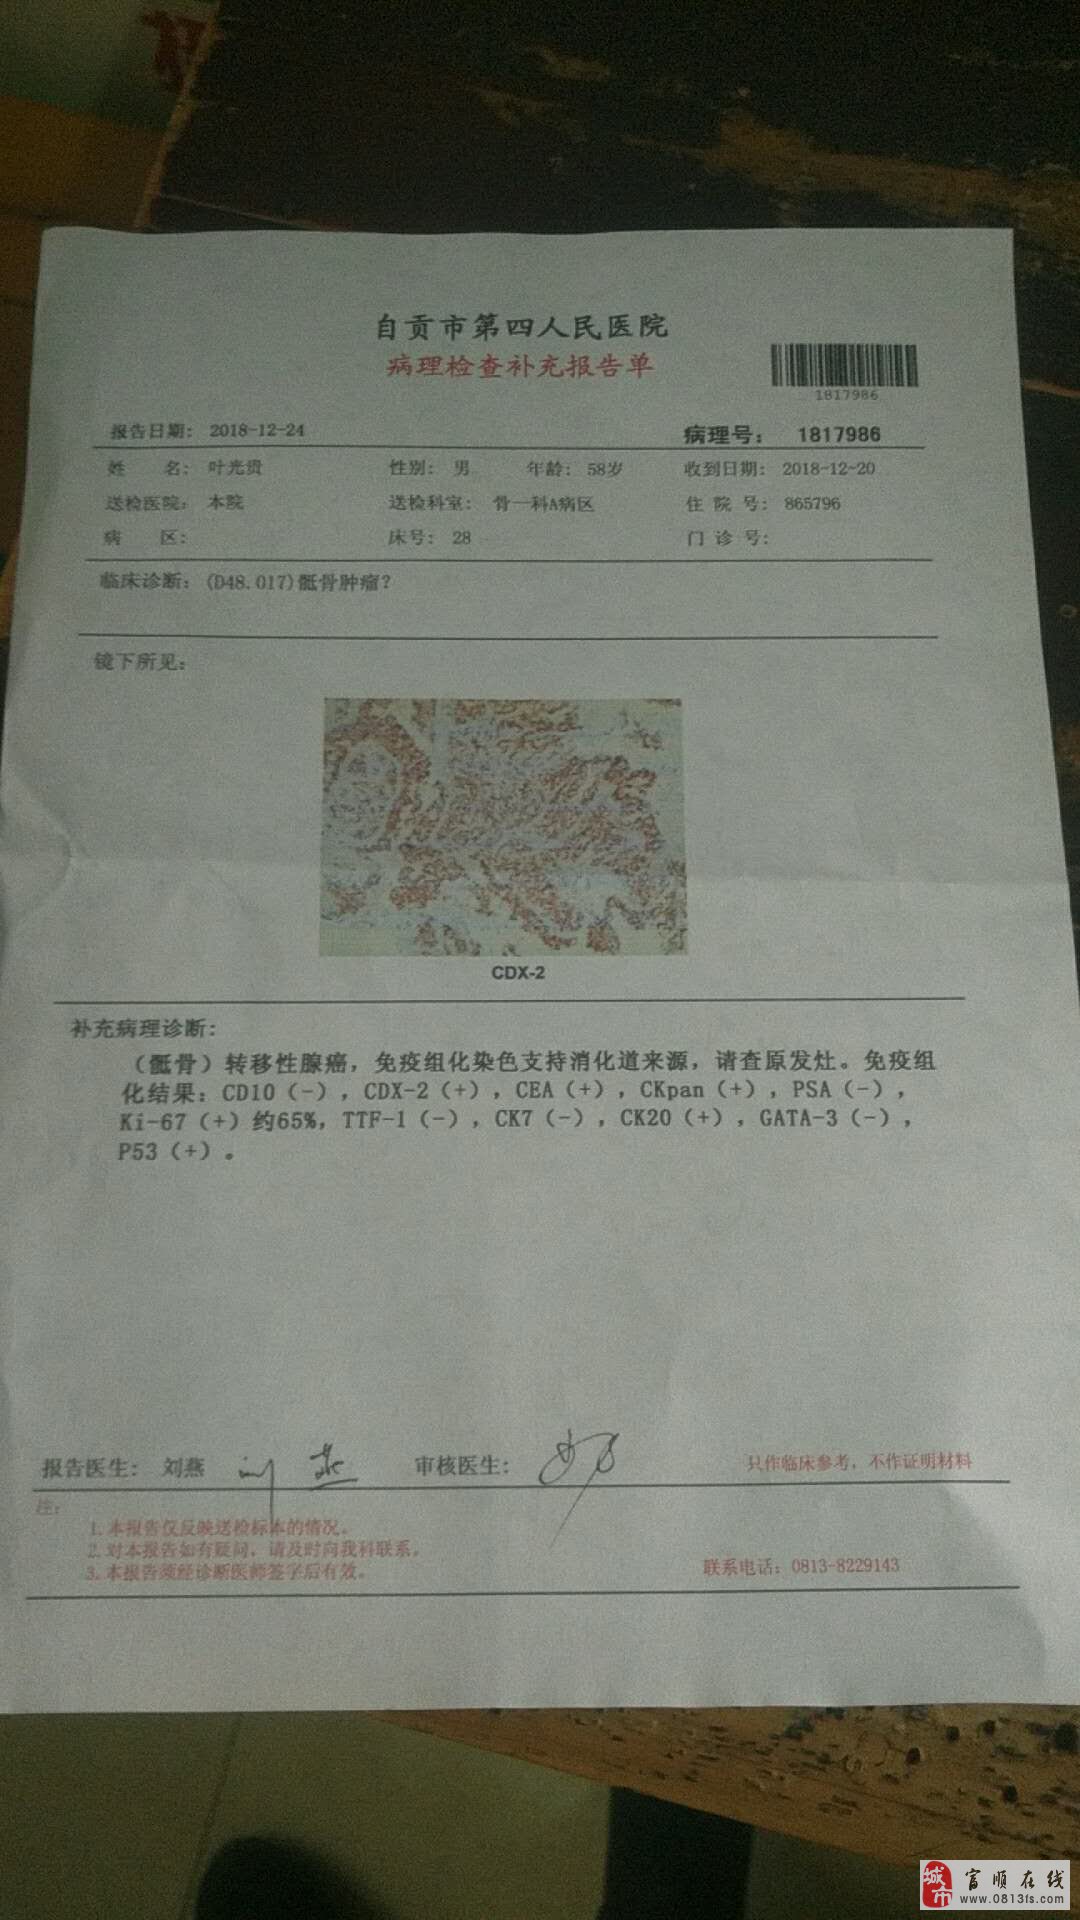 自贡市第四人民医院
病理检查补充报告单
1817986
报告日期: 2018-12-24 病理号: 1817986
姓 名: 叶光贵 性别: 男 年龄: 58岁 收到日期: 2018-12-20
送检医院: 本院 送检科室: 骨一科A病区 住 院 号: 865796
病 区: 床号: 28 门 诊 号:
临床诊断: (D48.017)骶骨肿瘤?
镜下所见:
CDX-2
补充病理诊断:
（骶骨）转移性腺癌，免疫组化染色支持消化道来源，请查原发灶。免疫组
化结果：CD10（-），CDX-2（+），CEA（+），CKpan（+），PSA（-），
Ki-67（+）约65%，TTF-1（-），CK7（-），CK20（+），GATA-3（-），
P53（+）。
报告医生: 刘燕 刘燕 审核医生: 只作临床参考，不作证明材料
注:
1.本报告仅反映送检标本的情况。
2.对本报告如有疑问，请及时向我科联系。
3.本报告须经诊断医师签字后有效。 联系电话: 0813-8229143
城市 富顺在线
www.0813fs.com